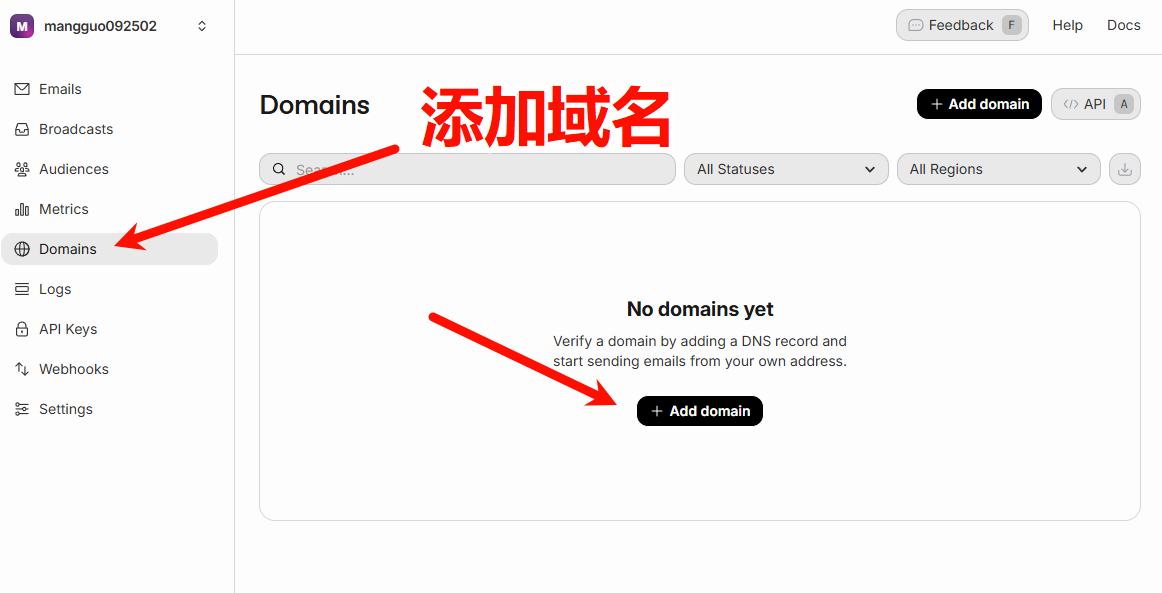 M mangguo092502
Feedback F Help Docs
Emails
Broadcasts
Audiences
Metrics
Domains
Logs
API Keys
Webhooks
Settings
Domains
添加域名
+ Add domain
</> API A
All Statuses
All Regions
No domains yet
Verify a domain by adding a DNS record and
start sending emails from your own address.
+ Add domain